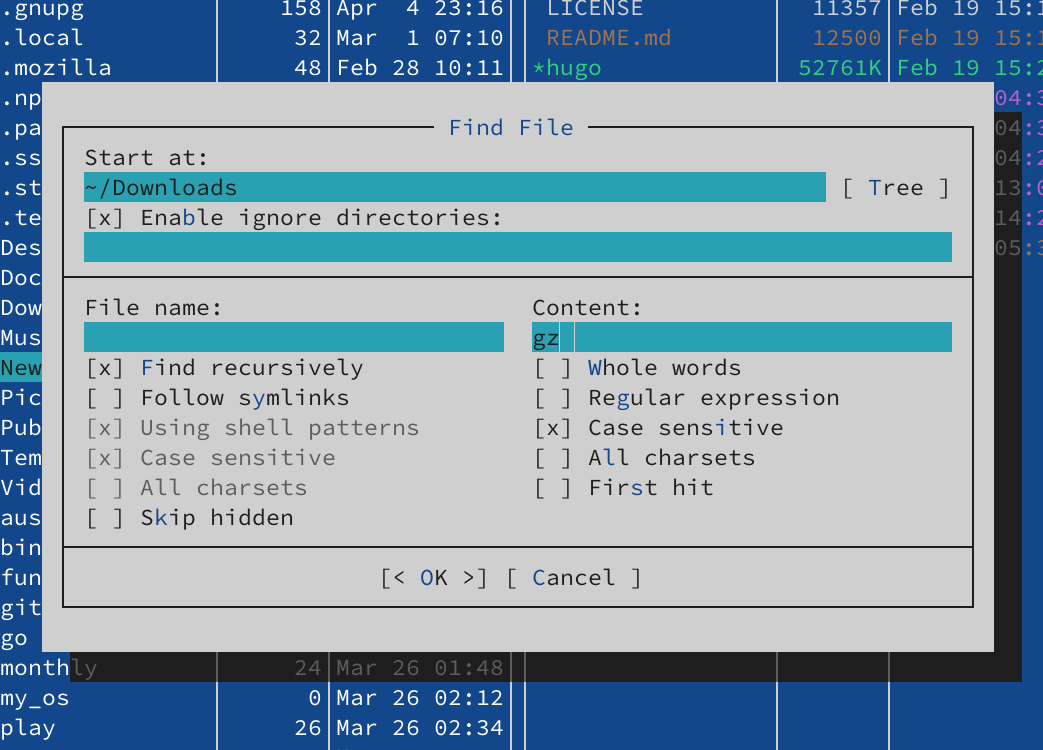 .gnupg 158 Apr 4 23:16 LICENSE 11357 Feb 19 15:1
.local 32 Mar 1 07:10 README.md 12500 Feb 19 15:1
.mozilla 48 Feb 28 10:11 *hugo 52761K Feb 19 15:2
.np 04:3
.pa Find File 04:3
.ss Start at: 04:2
.st ~/Downloads [ Tree ] 13:0
.te [x] Enable ignore directories: 14:2
Des 05:3
Doc
Dow File name: Content:
Mus gz
New [x] Find recursively [ ] Whole words
Pic [ ] Follow symlinks [ ] Regular expression
Pub [x] Using shell patterns [x] Case sensitive
Tem [x] Case sensitive [ ] All charsets
Vid [ ] All charsets [ ] First hit
aus [ ] Skip hidden
bin
fun [< OK >] [ Cancel ]
git
go
monthly 24 Mar 26 01:48
my_os 0 Mar 26 02:12
play 26 Mar 26 02:34